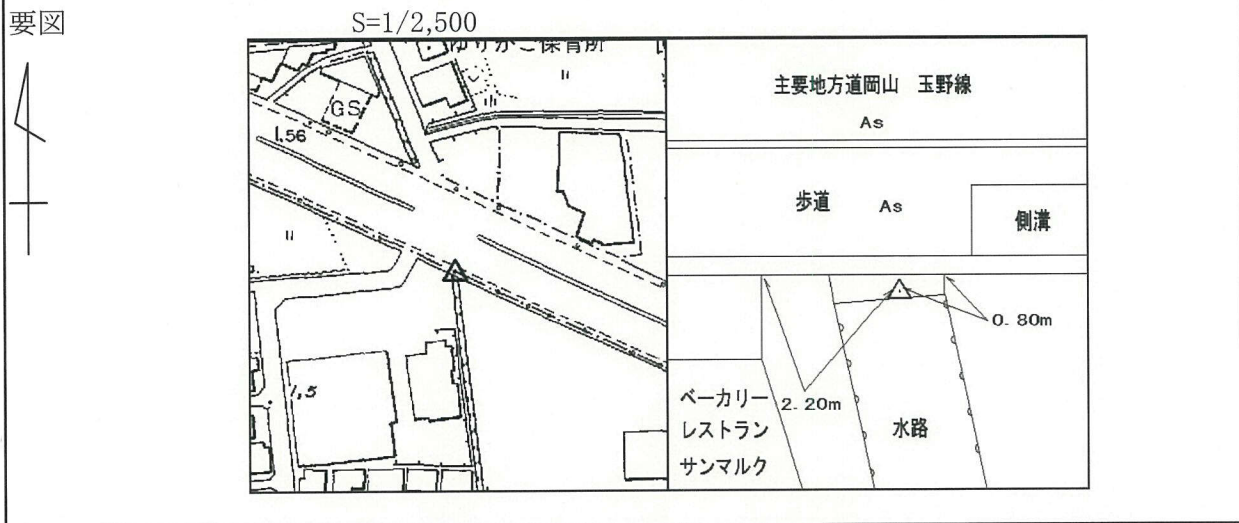 要図
S=1/2,500
ゆりかご保育所
GS
1.56
1.5
主要地方道岡山 玉野線
As
歩道 As
側溝
0.80m
2.20m
ベーカリー
レストラン
サンマルク
水路